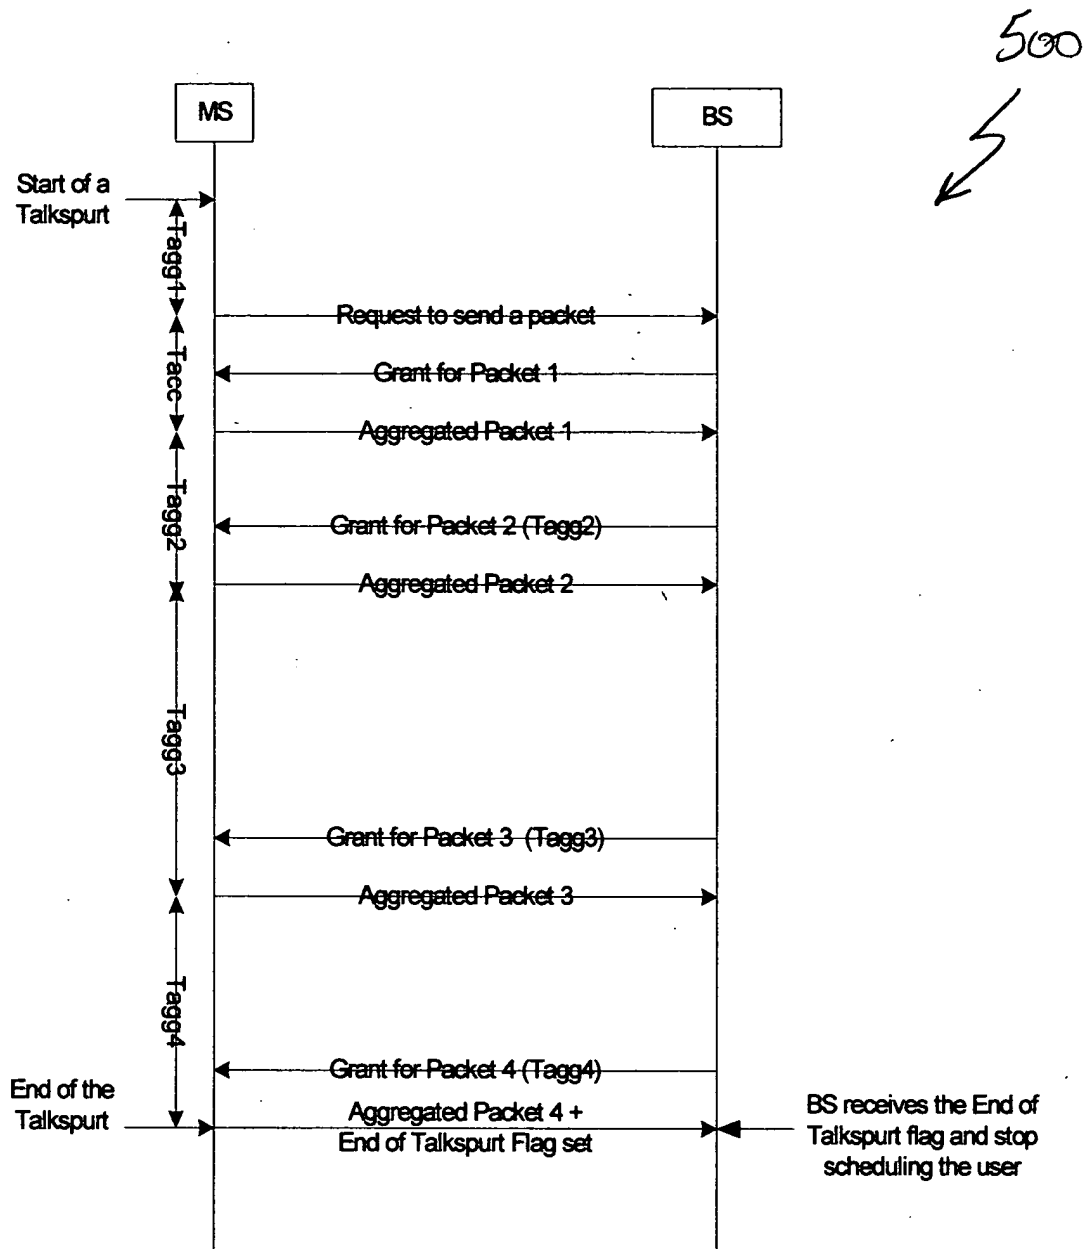 500
MS
BS
Start of a
Talkspurt
Tagg1
Request to send a packet
Tacc
Grant for Packet 1
Aggregated Packet 1
Tagg2
Grant for Packet 2 (Tagg2)
Aggregated Packet 2
Tagg3
Grant for Packet 3 (Tagg3)
Aggregated Packet 3
Tagg4
Grant for Packet 4 (Tagg4)
End of the
Talkspurt
Aggregated Packet 4 +
End of Talkspurt Flag set
BS receives the End of
Talkspurt flag and stop
scheduling the user